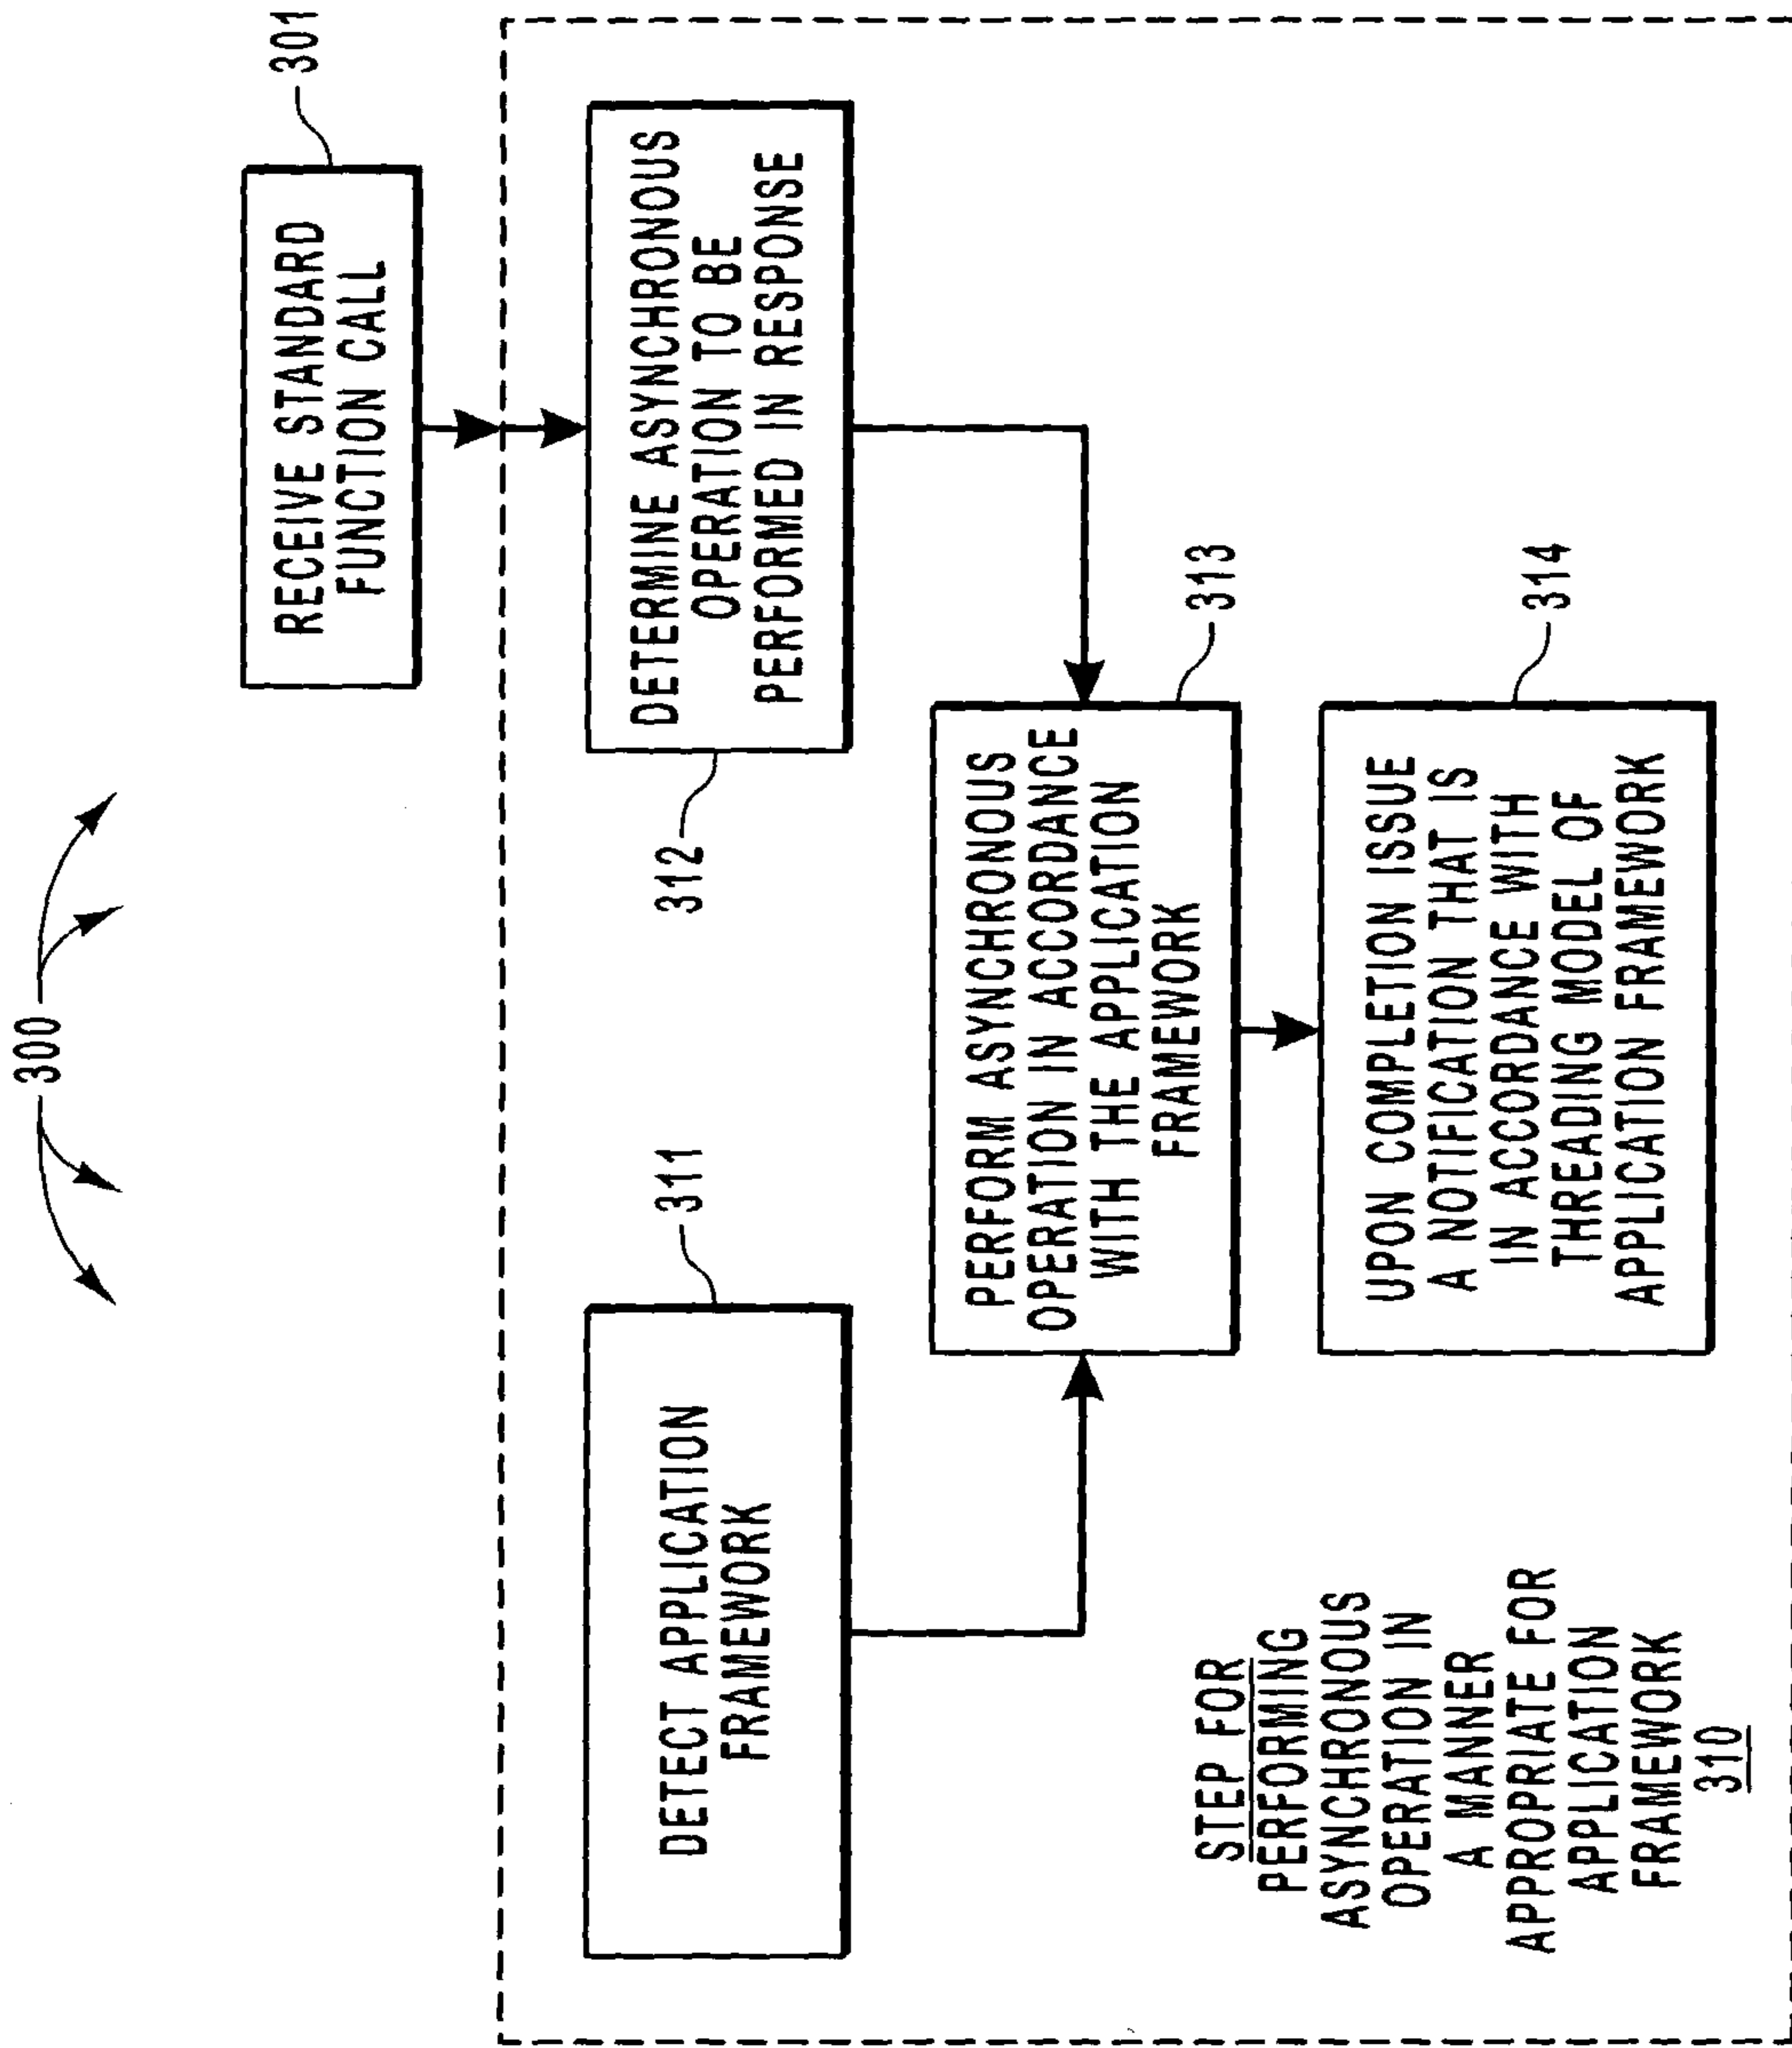 300
RECEIVE STANDARD
FUNCTION CALL
301
DETECT APPLICATION
FRAMEWORK
311
DETERMINE ASYNCHRONOUS
OPERATION TO BE
PERFORMED IN RESPONSE
312
PERFORM ASYNCHRONOUS
OPERATION IN ACCORDANCE
WITH THE APPLICATION
FRAMEWORK
313
UPON COMPLETION ISSUE
A NOTIFICATION THAT IS
IN ACCORDANCE WITH
THREADING MODEL OF
APPLICATION FRAMEWORK
314
STEP FOR
PERFORMING
ASYNCHRONOUS
OPERATION IN
A MANNER
APPROPRIATE FOR
APPLICATION
FRAMEWORK
310